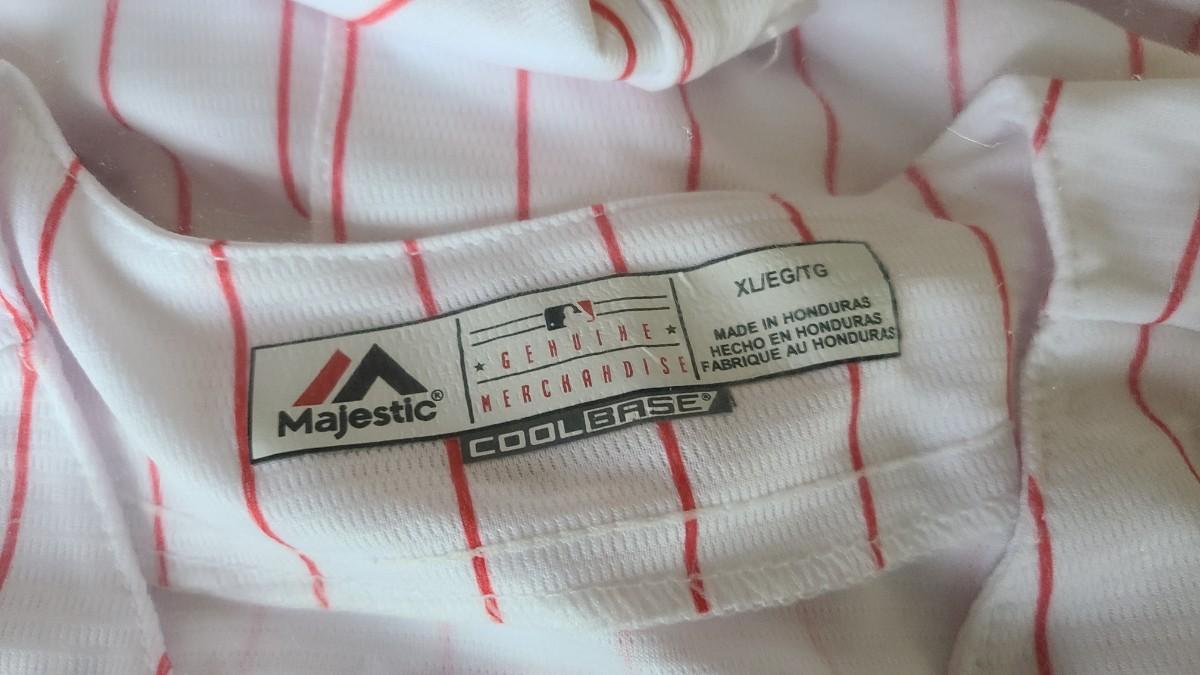 Majestic®
GENUINE
MERCHANDISE
COOLBASE®
XL/EG/TG
MADE IN HONDURAS
HECHO EN HONDURAS
FABRIQUE AU HONDURAS